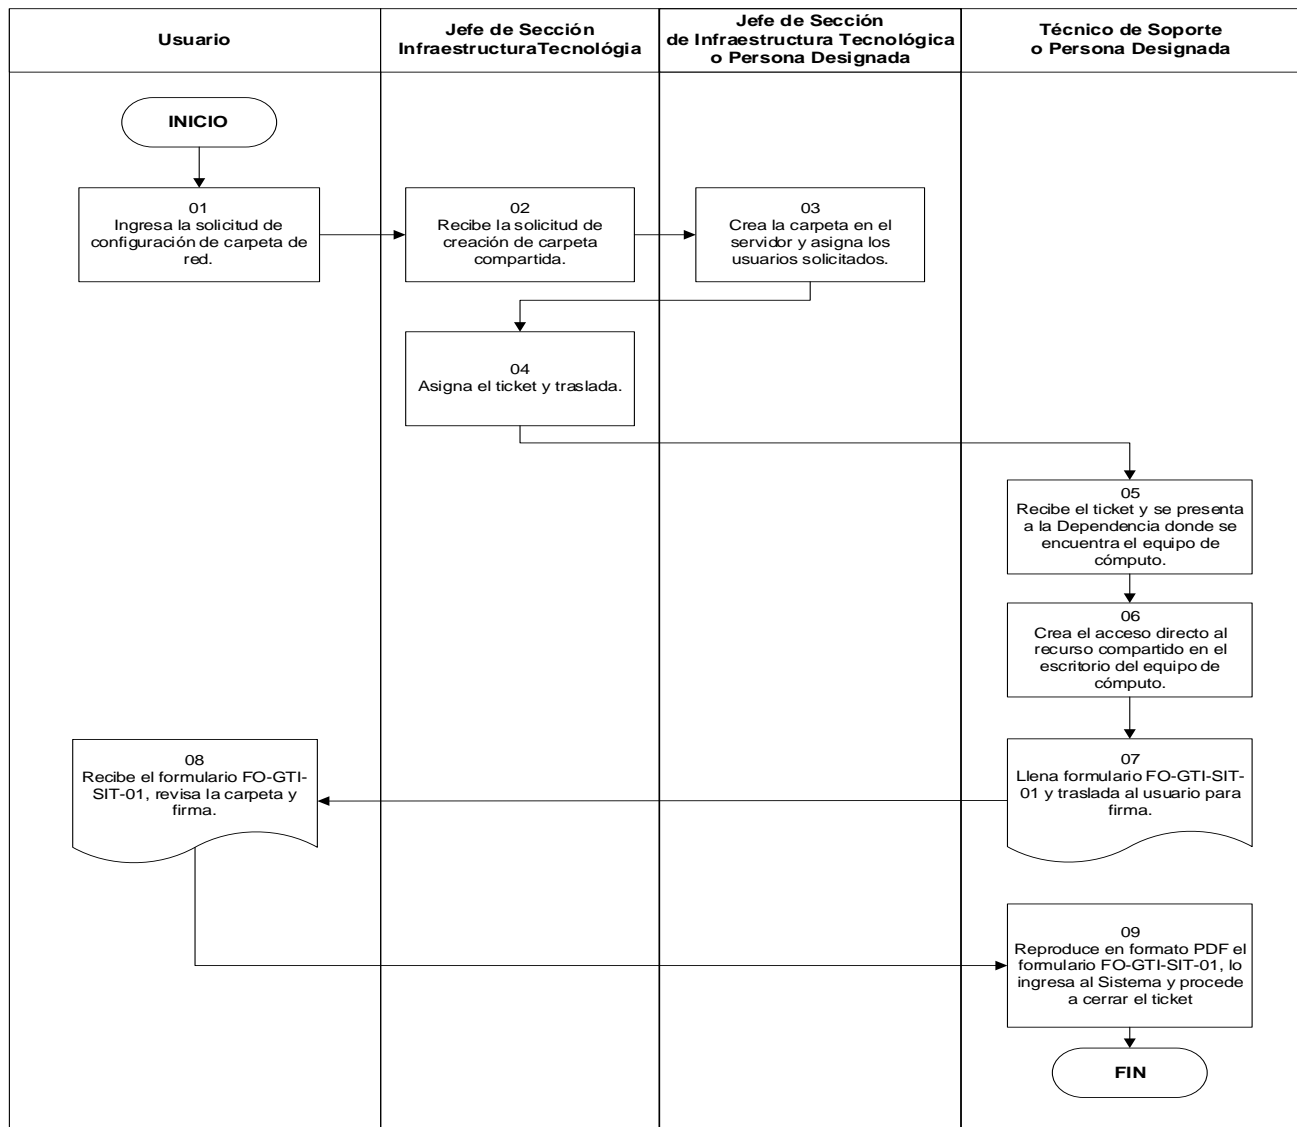 Usuario
Jefe de Sección
InfraestructuraTecnológia
Jefe de Sección
de Infraestructura Tecnológica
o Persona Designada
Técnico de Soporte
o Persona Designada
INICIO
01
Ingresa la solicitud de
configuración de carpeta de
red.
02
Recibe la solicitud de
creación de carpeta
compartida.
03
Crea la carpeta en el
servidor y asigna los
usuarios solicitados.
04
Asigna el ticket y traslada.
05
Recibe el ticket y se presenta
a la Dependencia donde se
encuentra el equipo de
cómputo.
06
Crea el acceso directo al
recurso compartido en el
escritorio del equipo de
cómputo.
07
Llena formulario FO-GTI-SIT-
01 y traslada al usuario para
firma.
08
Recibe el formulario FO-GTI-
SIT-01, revisa la carpeta y
firma.
09
Reproduce en formato PDF el
formulario FO-GTI-SIT-01, lo
ingresa al Sistema y procede
a cerrar el ticket
FIN